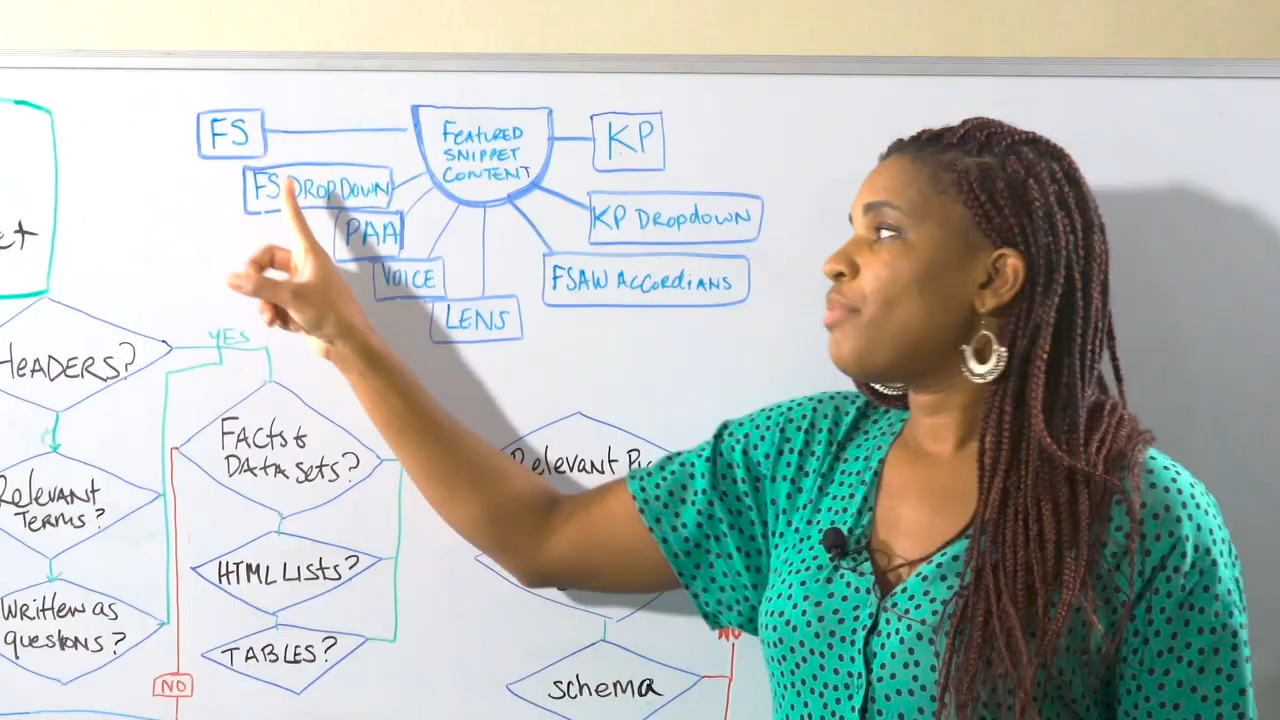 FS
FEATURED
SNIPPET
CONTENT
KP
FS DROPDOWN
KP DROPdOWN
PAA
VOICE
FSAW ACCORdIANS
LENS
YES
HeADERS?
FACTS &
DATA SETS?
Relevant
Relevant
Terms?
HTML LISTS?
WRITTEN as
questions?
TABLES?
NO
NO
schema